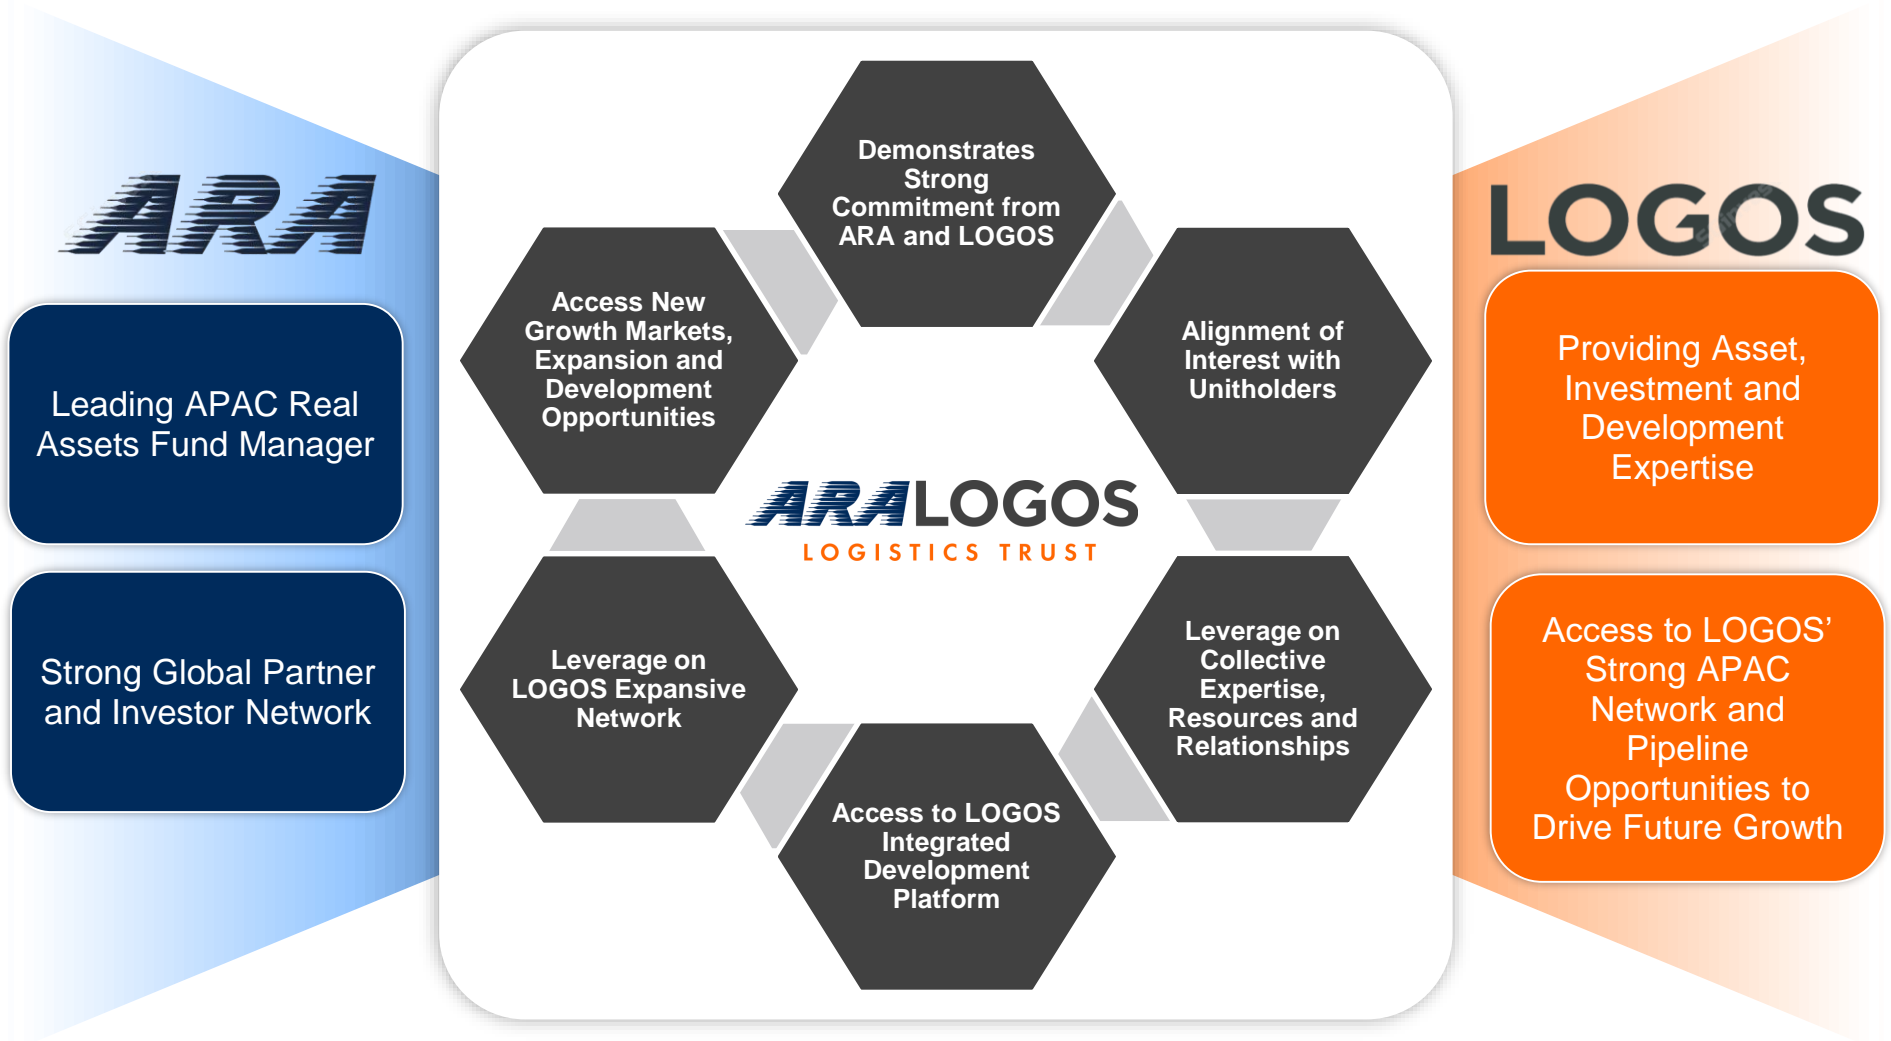 ARA
Leading APAC Real
Assets Fund Manager
Strong Global Partner
and Investor Network
Demonstrates
Strong
Commitment from
ARA and LOGOS
Alignment of
Interest with
Unitholders
Leverage on
Collective
Expertise,
Resources and
Relationships
Access to LOGOS
Integrated
Development
Platform
Leverage on
LOGOS Expansive
Network
Access New
Growth Markets,
Expansion and
Development
Opportunities
ARALOGOS
LOGISTICS TRUST
LOGOS
Providing Asset,
Investment and
Development
Expertise
Access to LOGOS’
Strong APAC
Network and
Pipeline
Opportunities to
Drive Future Growth